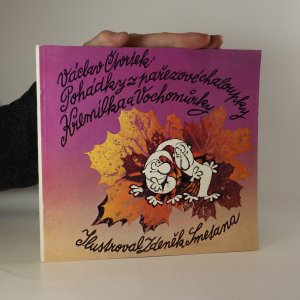 Václav Čtvrtek:
Pohádky z pařezové chaloupky
Křemílka a Vochomůrky
Ilustroval Zdeněk Smetana